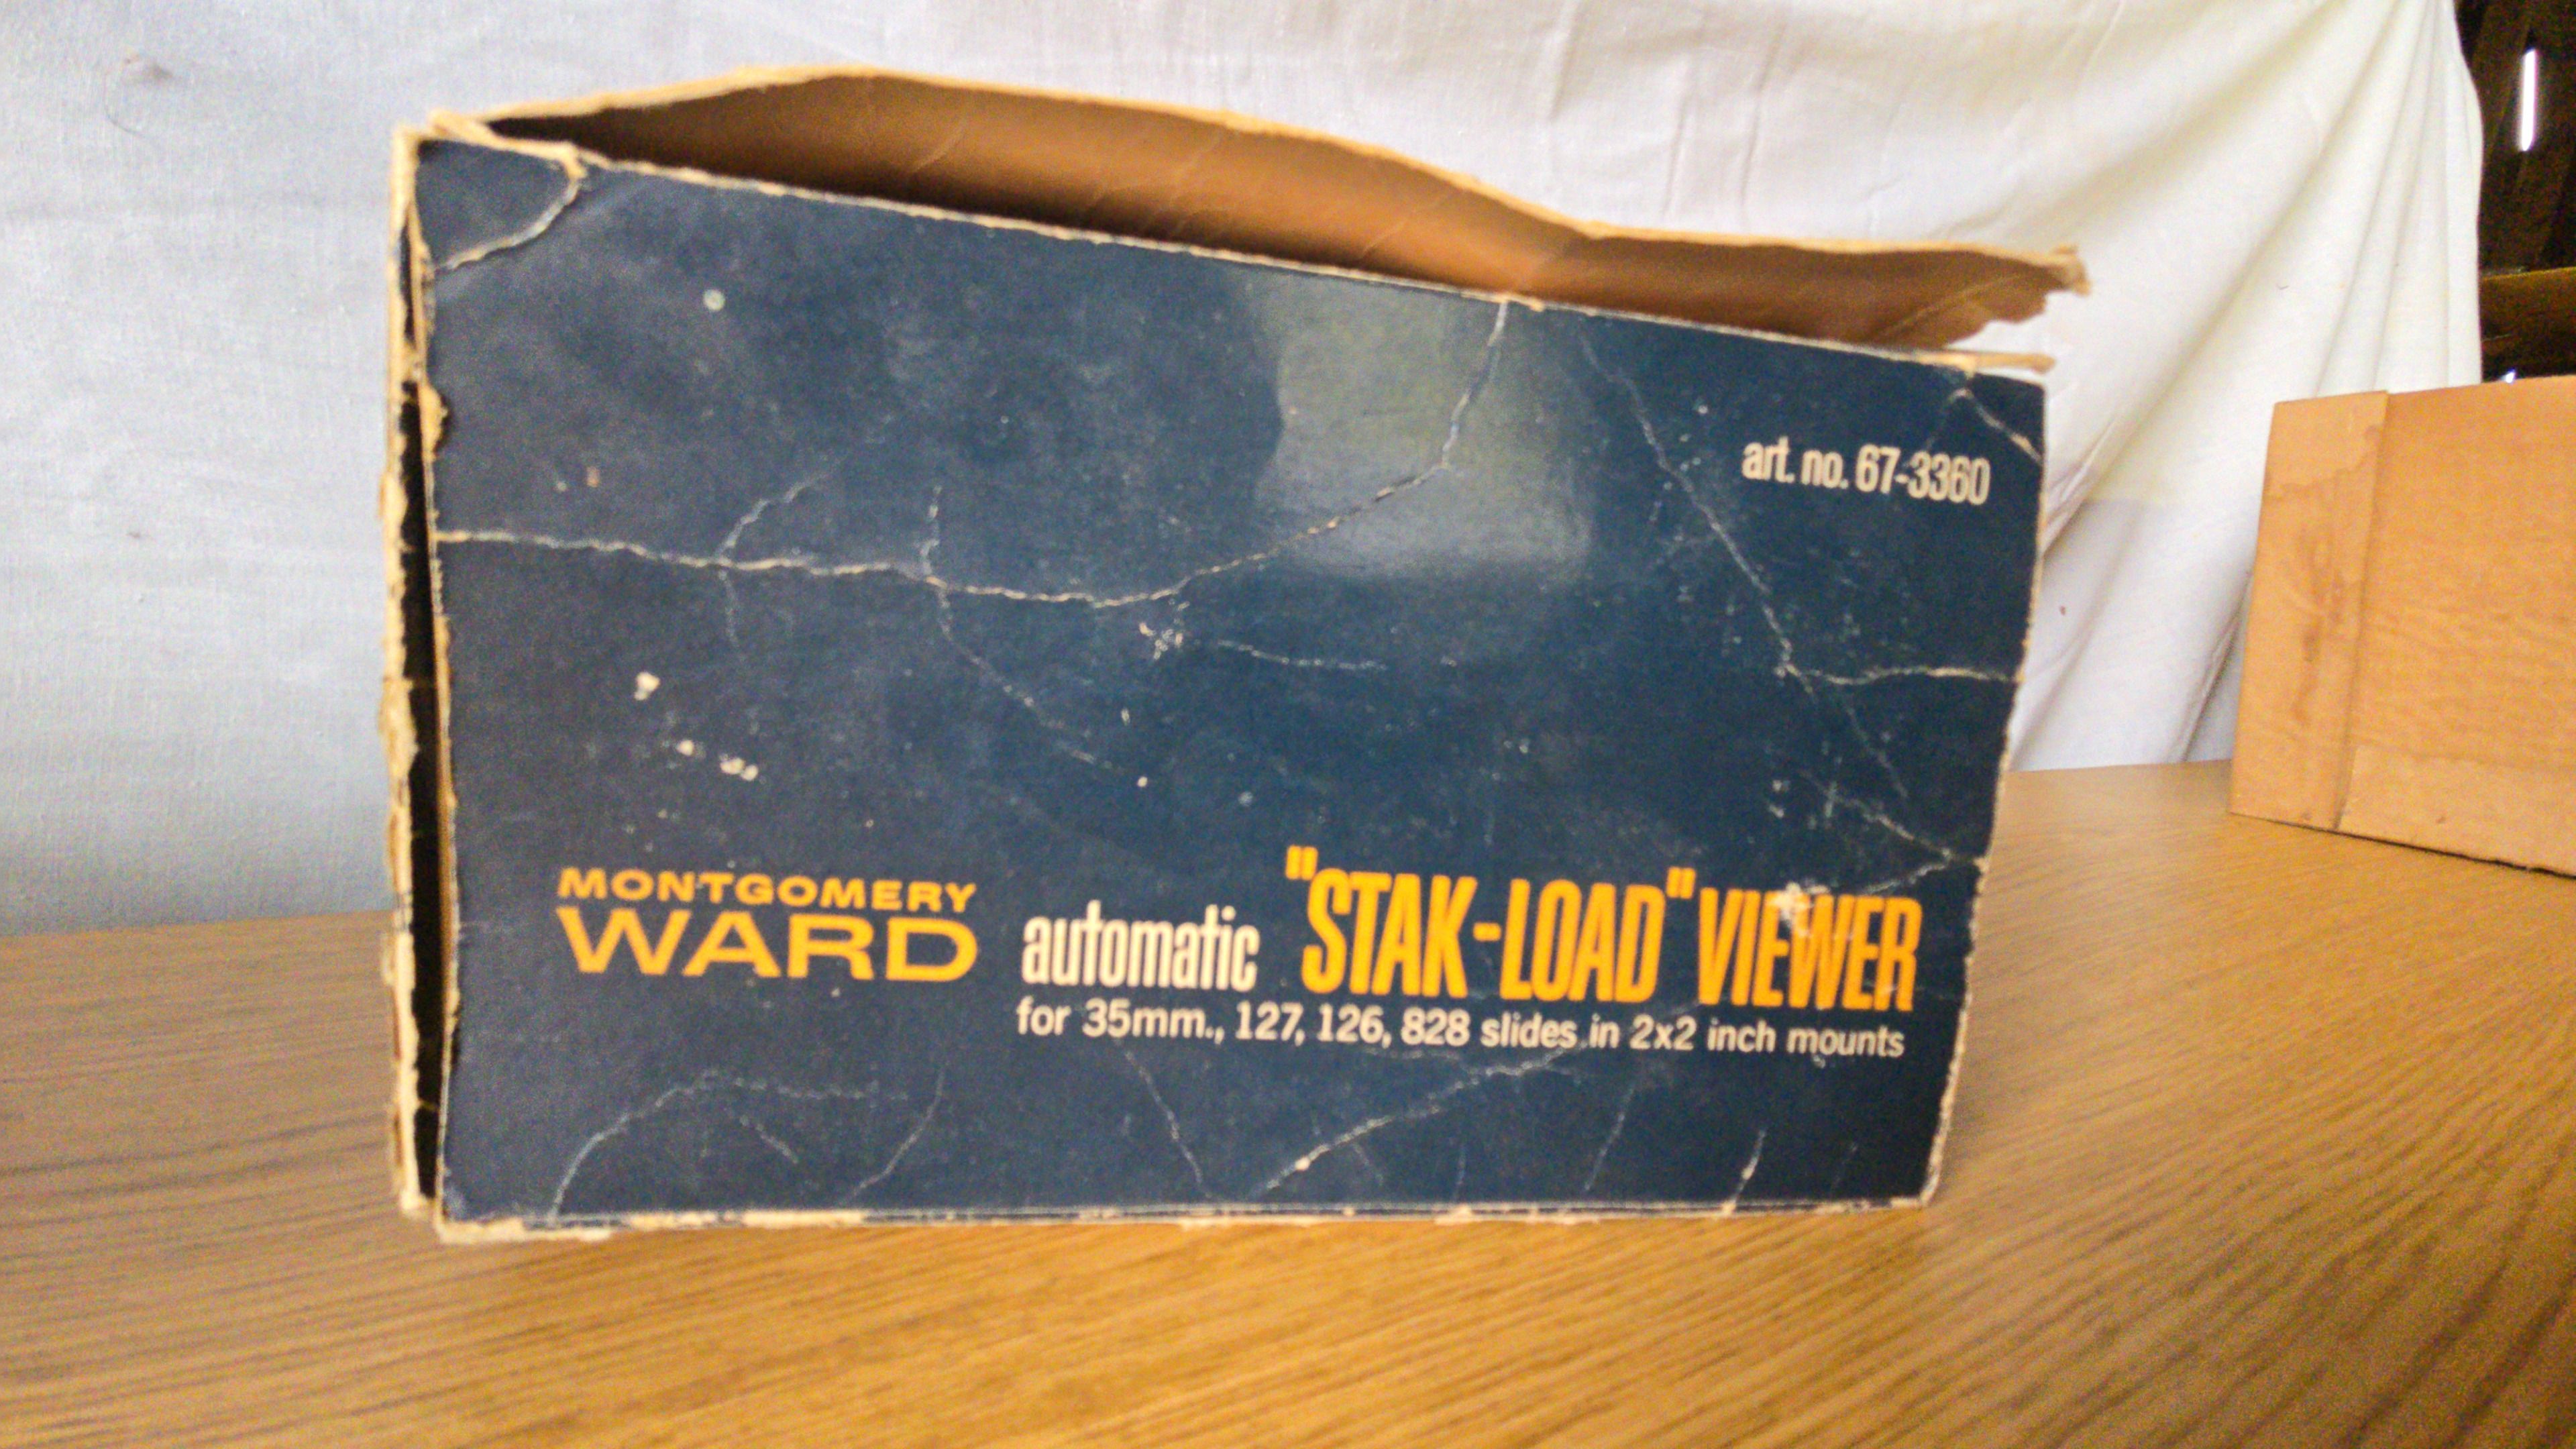 art. no. 67-3360
MONTGOMERY
WARD
automatic "STAK-LOAD" VIEWER
for 35mm., 127, 126, 828 slides in 2x2 inch mounts